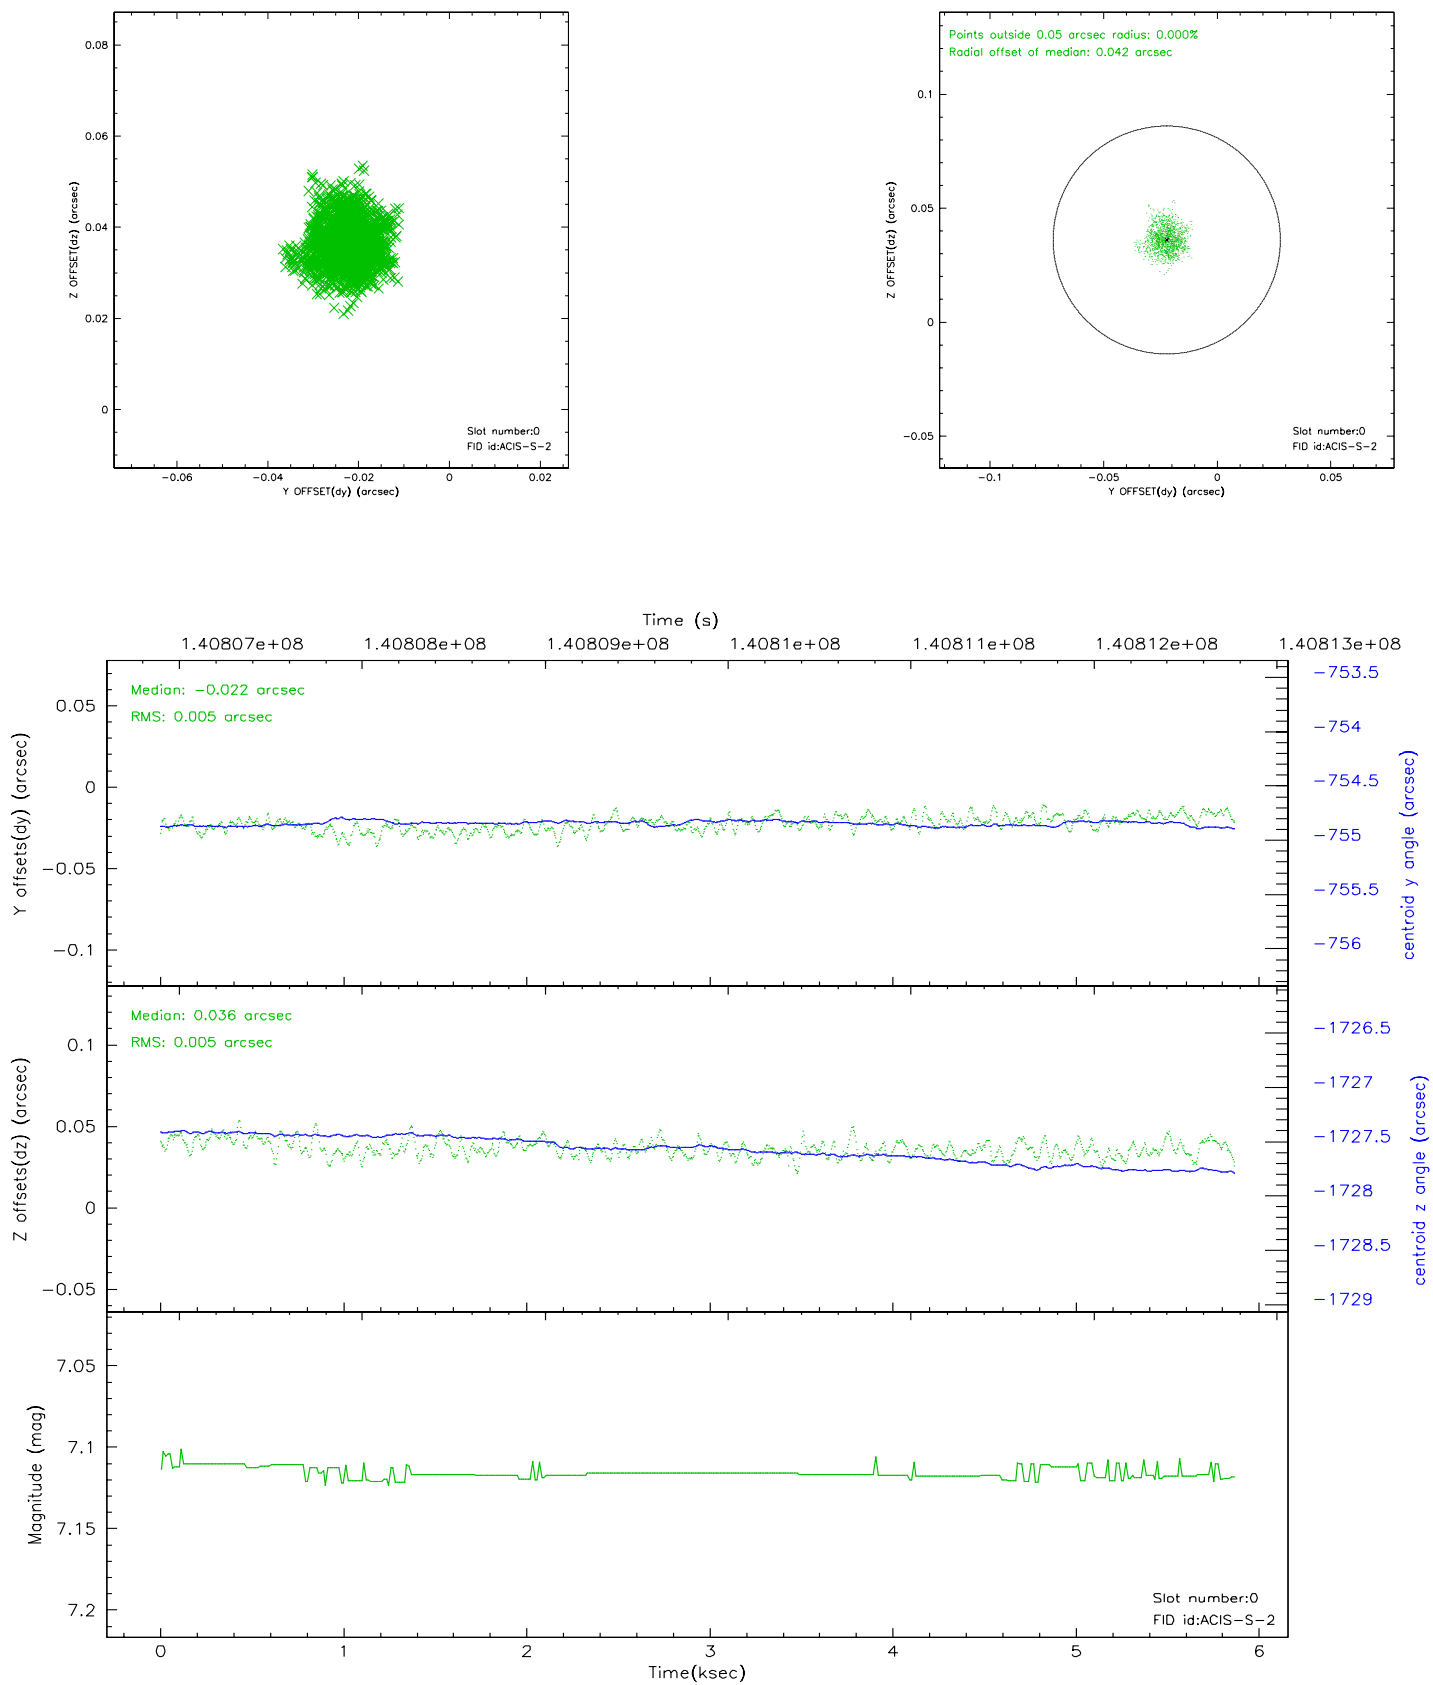 0.08
0.06
0.04
0.02
0
Z OFFSET(dz) (arcsec)
Slot number:0
FID id:ACIS-S-2
-0.06 -0.04 -0.02 0 0.02
Y OFFSET(dy) (arcsec)
Points outside 0.05 arcsec radius: 0.000%
Radial offset of median: 0.042 arcsec
0.1
0.05
0
-0.05
Z OFFSET(dz) (arcsec)
Slot number:0
FID id:ACIS-S-2
-0.1 -0.05 0 0.05
Y OFFSET(dy) (arcsec)
Time (s)
1.40807e+08 1.40808e+08 1.40809e+08 1.4081e+08 1.40811e+08 1.40812e+08 1.40813e+08
Median: -0.022 arcsec
RMS: 0.005 arcsec
0.05
0
-0.05
-0.1
Y offsets(dy) (arcsec)
-753.5
-754
-754.5
-755
-755.5
-756
centroid y angle (arcsec)
Median: 0.036 arcsec
RMS: 0.005 arcsec
0.1
0.05
0
-0.05
Z offsets(dz) (arcsec)
-1726.5
-1727
-1727.5
-1728
-1728.5
-1729
centroid z angle (arcsec)
7.05
7.1
7.15
7.2
Magnitude (mag)
Slot number:0
FID id:ACIS-S-2
0 1 2 3 4 5 6
Time(ksec)